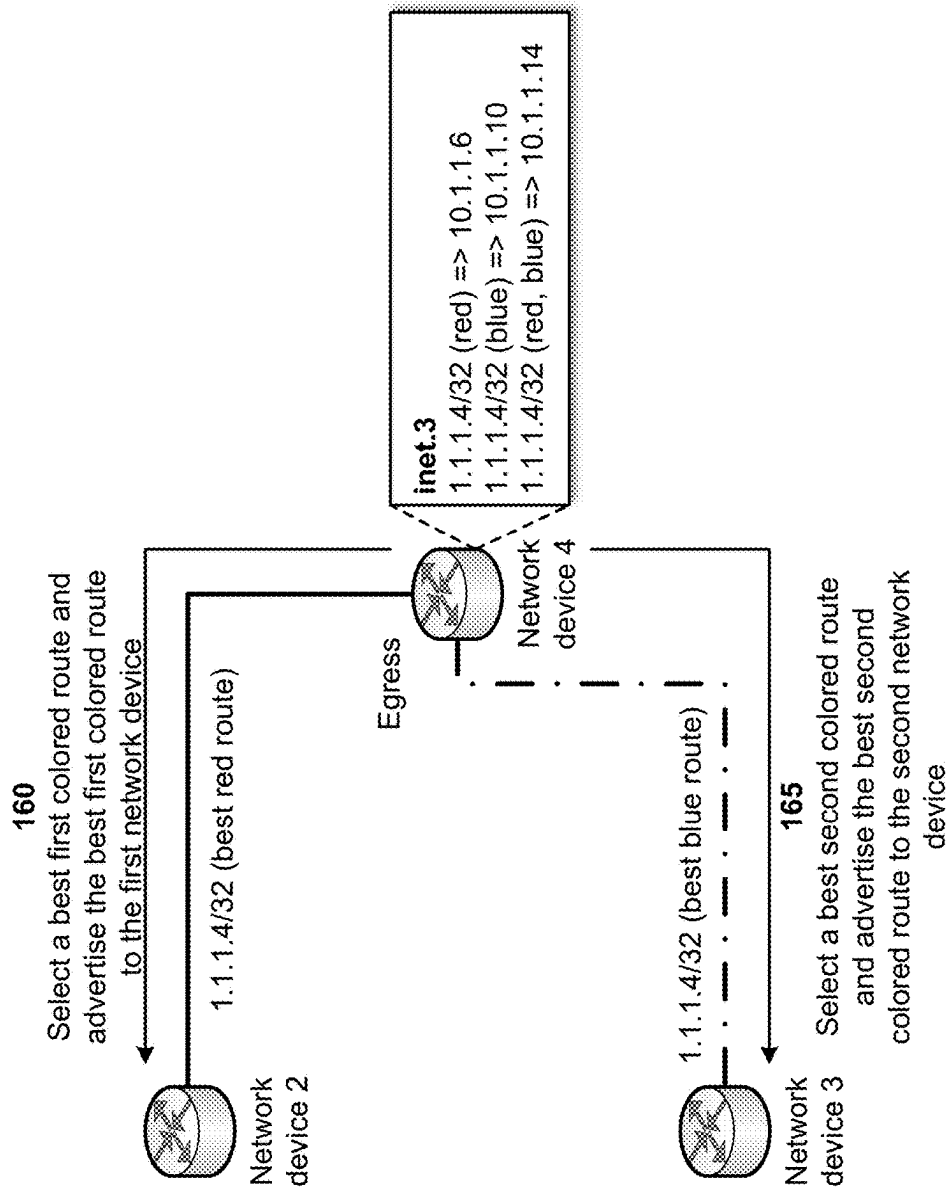 160
Select a best first colored route and
advertise the best first colored route
to the first network device
Network
device 2
1.1.1.4/32 (best red route)
Egress
Network
device 4
inet.3
1.1.1.4/32 (red) => 10.1.1.6
1.1.1.4/32 (blue) => 10.1.1.10
1.1.1.4/32 (red, blue) => 10.1.1.14
1.1.1.4/32 (best blue route)
Network
device 3
165
Select a best second colored route
and advertise the best second
colored route to the second network
device